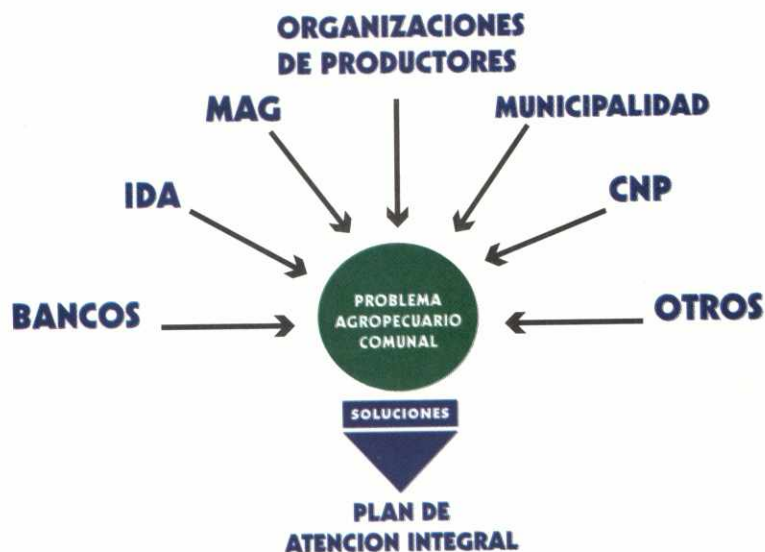 ORGANIZACIONES
DE PRODUCTORES
MAG
MUNICIPALIDAD
IDA
CNP
BANCOS
OTROS
PROBLEMA
AGROPECUARIO
COMUNAL
SOLUCIONES
PLAN DE
ATENCION INTEGRAL